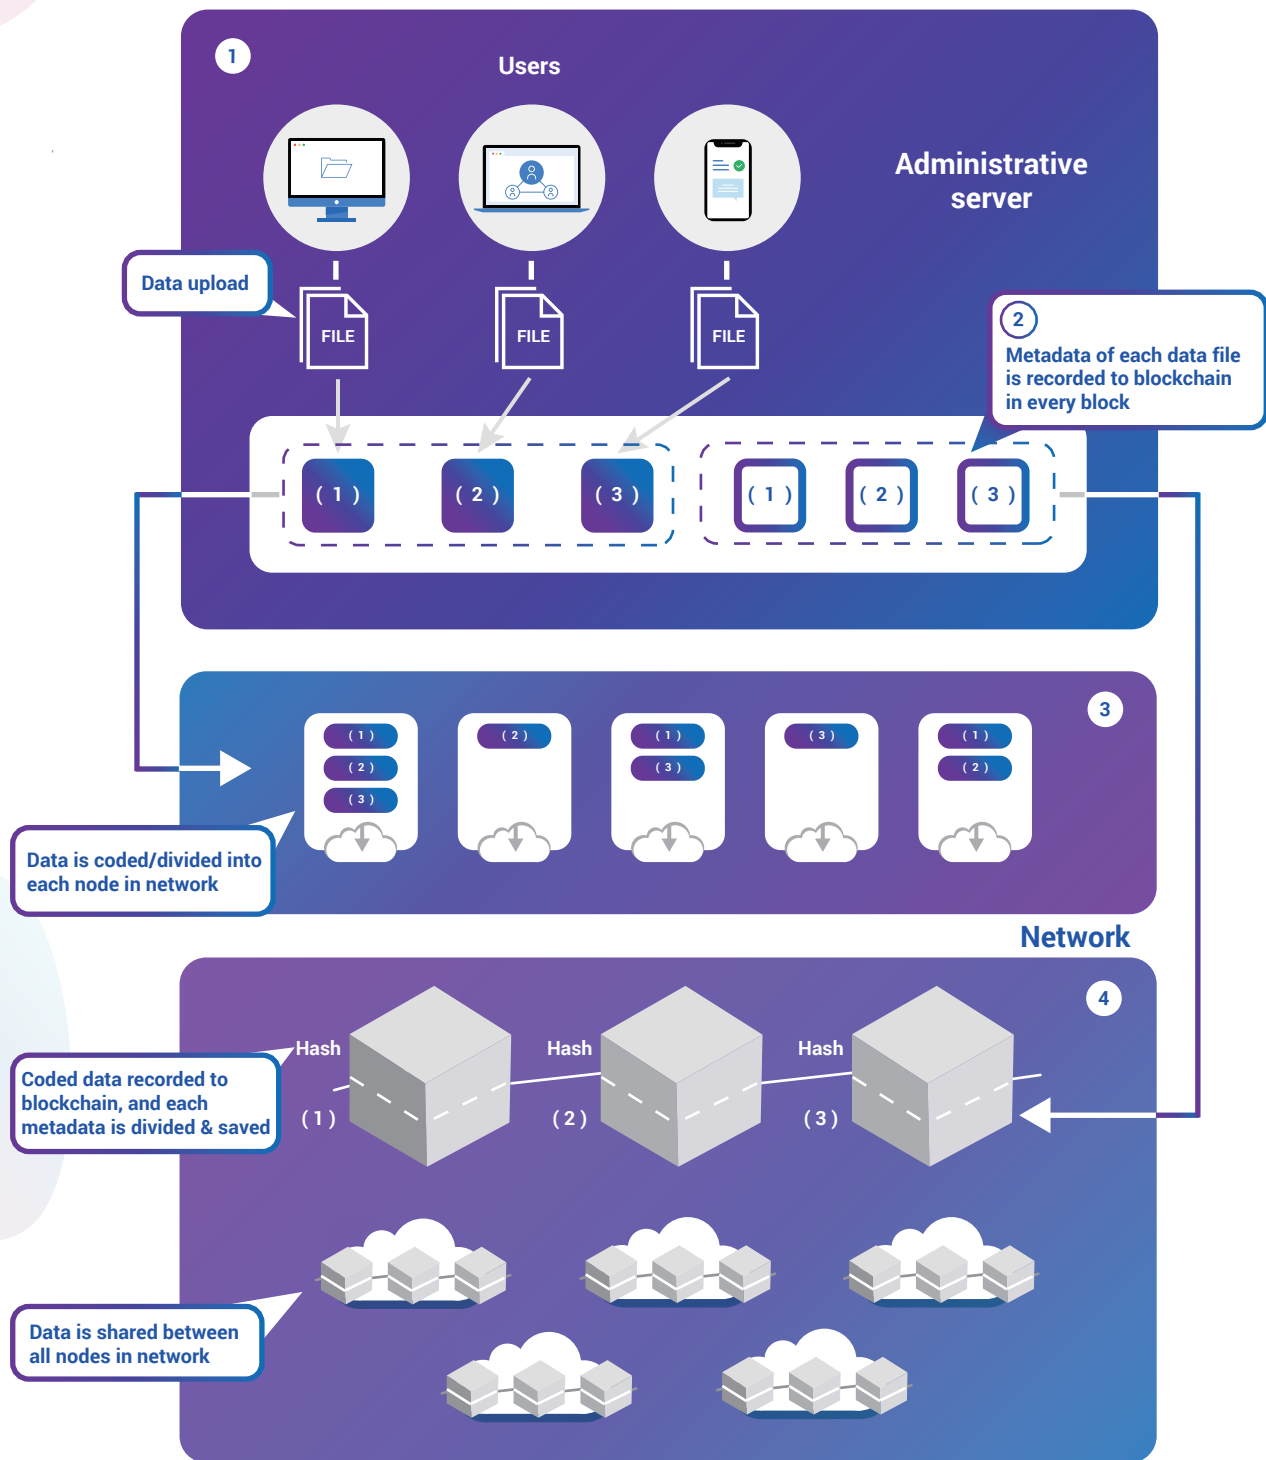 1
Users
Administrative
server
Data upload
FILE
FILE
FILE
2
Metadata of each data file
is recorded to blockchain
in every block
( 1 )
( 2 )
( 3 )
( 1 )
( 2 )
( 3 )
3
( 1 )
( 2 )
( 3 )
( 2 )
( 1 )
( 3 )
( 3 )
( 1 )
( 2 )
Data is coded/divided into
each node in network
Network
4
Hash
Hash
Hash
( 1 )
( 2 )
( 3 )
Coded data recorded to
blockchain, and each
metadata is divided & saved
Data is shared between
all nodes in network